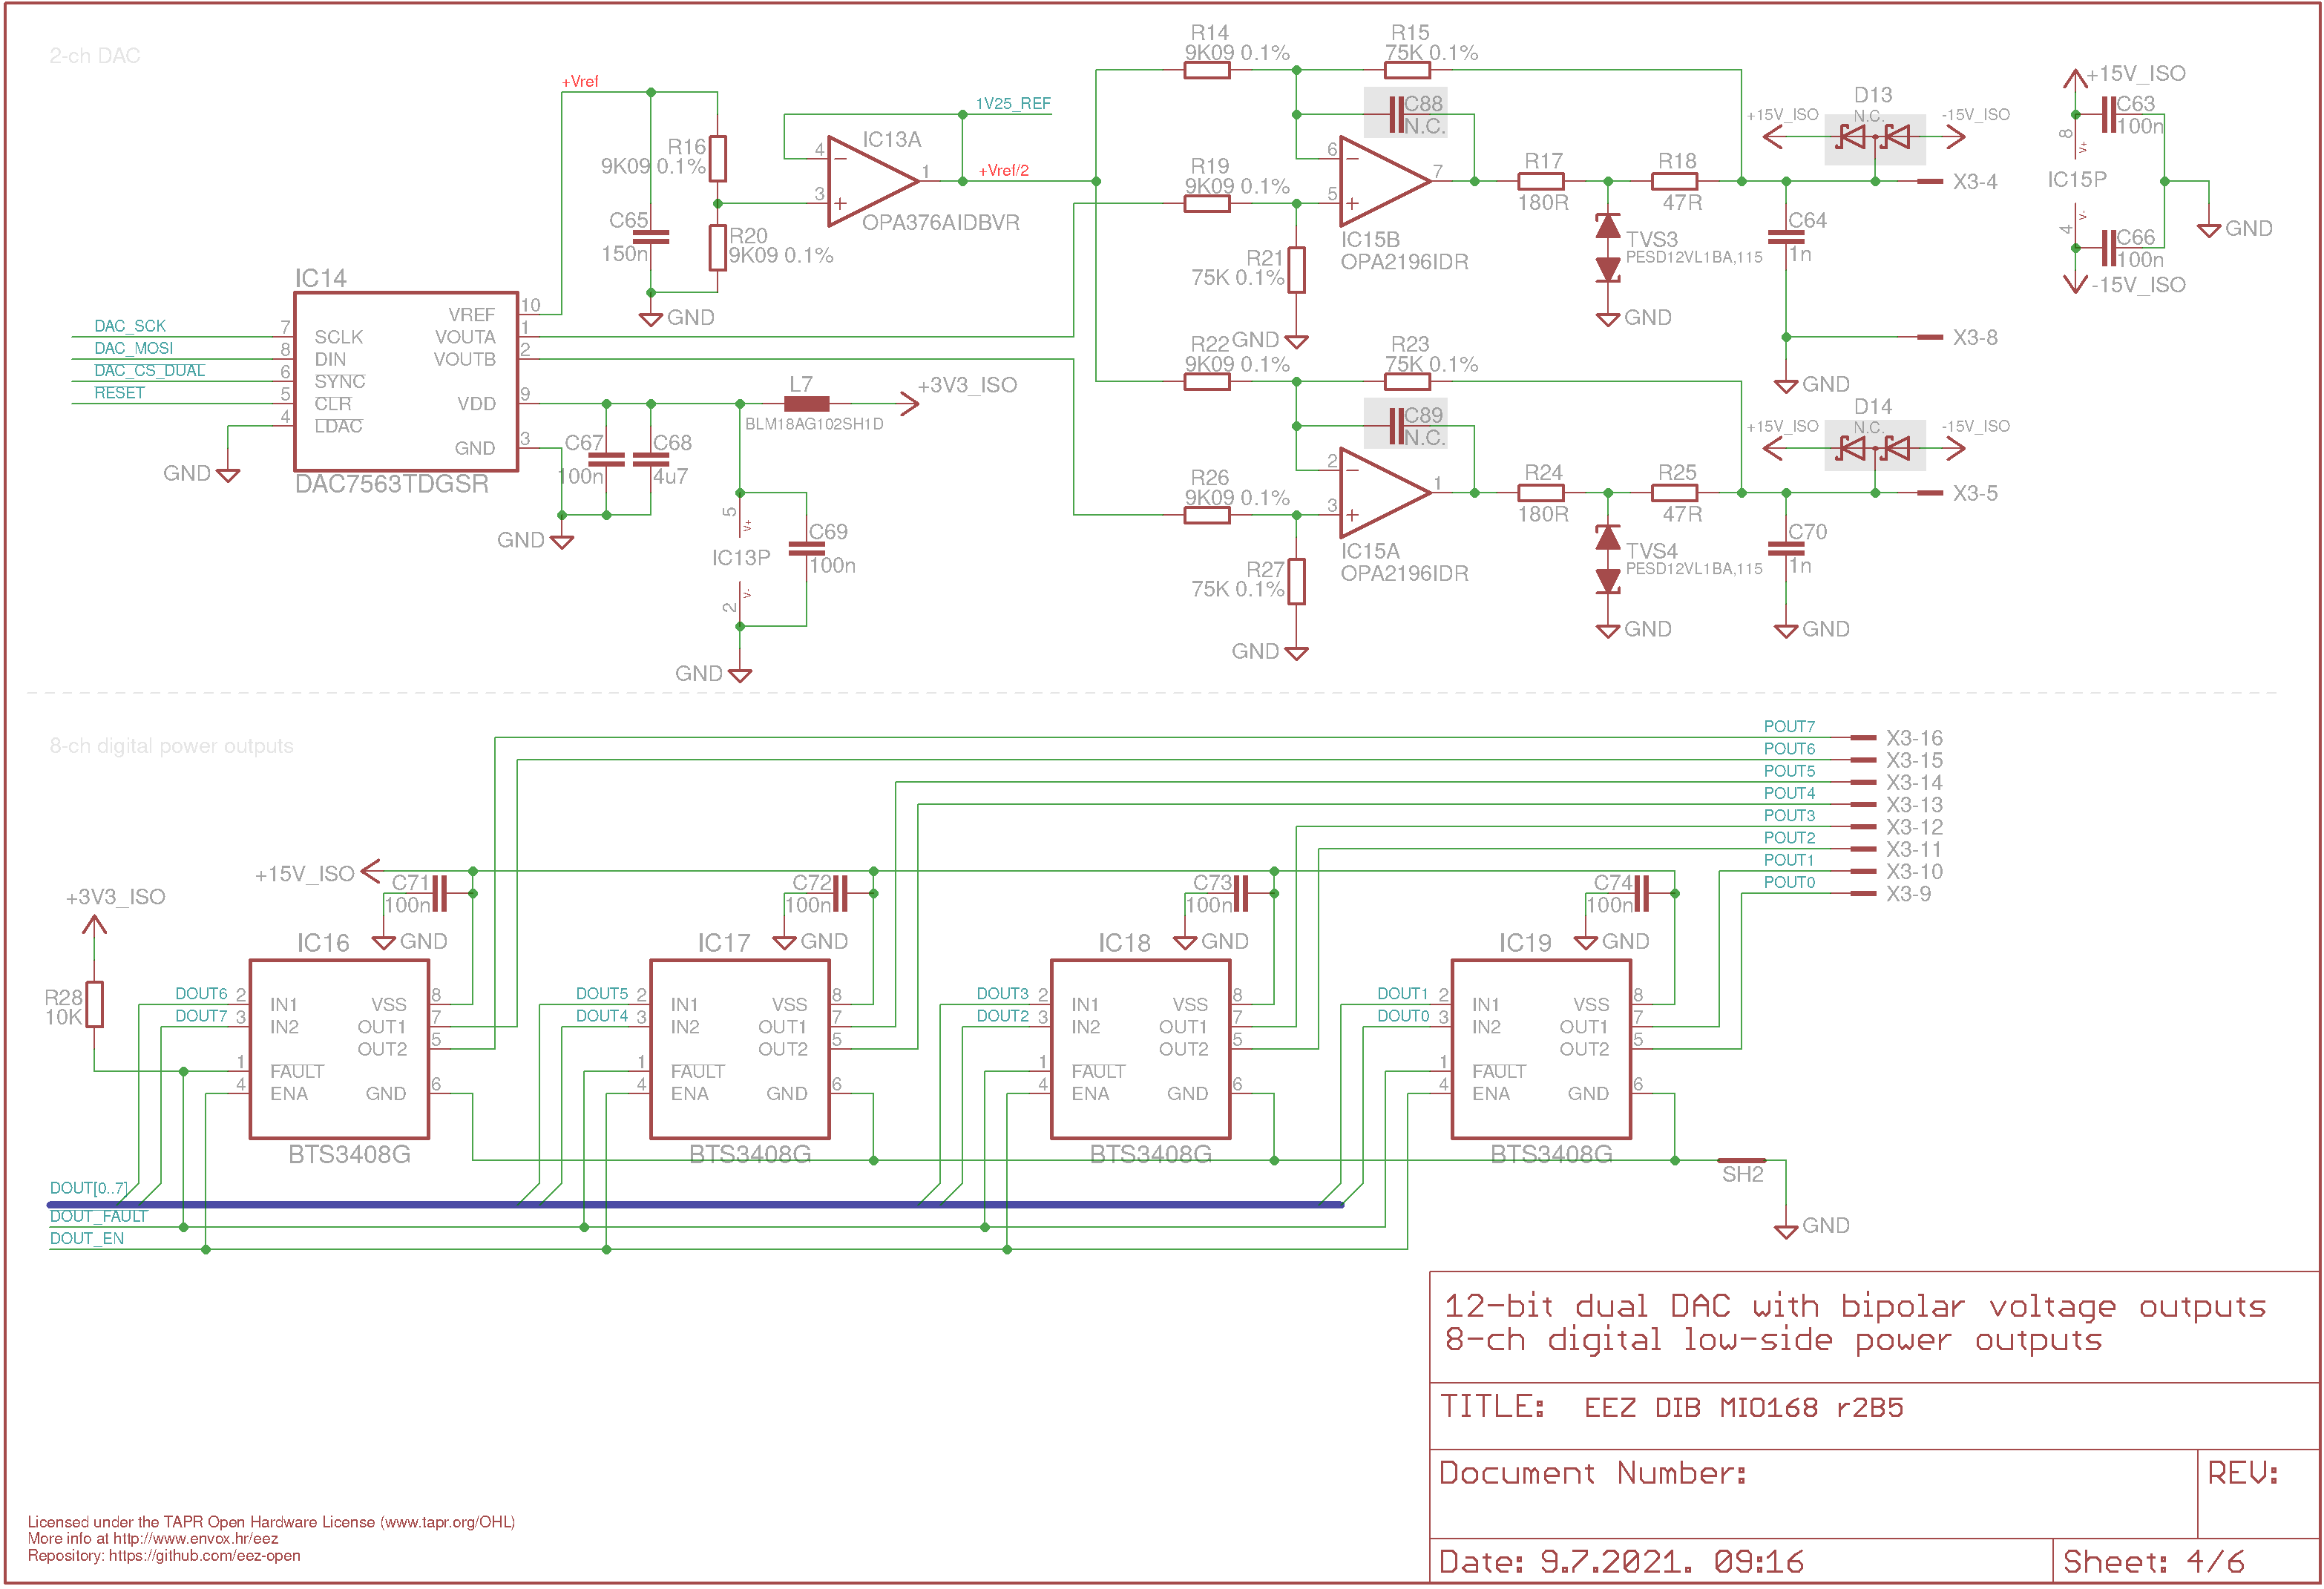 2-ch DAC
+Vref
R16
9K09 0.1%
C65
150n
R20
9K09 0.1%
GND
1V25_REF
IC13A
4
3
1
+Vref/2
OPA376AIDBVR
R14
9K09 0.1%
R15
75K 0.1%
C88
N.C.
R19
9K09 0.1%
6
5
7
IC15B
OPA2196IDR
R21
75K 0.1%
GND
R17
180R
R18
47R
TVS3
PESD12VL1BA,115
GND
D13
N.C.
+15V_ISO
-15V_ISO
X3-4
C64
1n
X3-8
GND
+15V_ISO
C63
100n
8
V+
IC15P
V-
4
C66
100n
-15V_ISO
GND
IC14
DAC_SCK
DAC_MOSI
DAC_CS_DUAL
RESET
7
8
6
5
4
SCLK
DIN
SYNC
CLR
LDAC
VREF
VOUTA
VOUTB
VDD
GND
10
1
2
9
3
GND
DAC7563TDGSR
C67
100n
C68
4u7
GND
L7
BLM18AG102SH1D
+3V3_ISO
5
V+
IC13P
V-
2
C69
100n
GND
R22
9K09 0.1%
R23
75K 0.1%
C89
N.C.
R26
9K09 0.1%
2
3
1
IC15A
OPA2196IDR
R27
75K 0.1%
GND
R24
180R
R25
47R
TVS4
PESD12VL1BA,115
GND
D14
N.C.
+15V_ISO
-15V_ISO
X3-5
C70
1n
GND
8-ch digital power outputs
POUT7
X3-16
POUT6
X3-15
POUT5
X3-14
POUT4
X3-13
POUT3
X3-12
POUT2
X3-11
POUT1
X3-10
POUT0
X3-9
+15V_ISO
+3V3_ISO
R28
10K
C71
100n
GND
IC16
DOUT6 2 IN1 VSS 8
DOUT7 3 IN2 OUT1 7
OUT2 5
1 FAULT
4 ENA GND 6
BTS3408G
C72
100n
GND
IC17
DOUT5 2 IN1 VSS 8
DOUT4 3 IN2 OUT1 7
OUT2 5
1 FAULT
4 ENA GND 6
BTS3408G
C73
100n
GND
IC18
DOUT3 2 IN1 VSS 8
DOUT2 3 IN2 OUT1 7
OUT2 5
1 FAULT
4 ENA GND 6
BTS3408G
C74
100n
GND
IC19
DOUT1 2 IN1 VSS 8
DOUT0 3 IN2 OUT1 7
OUT2 5
1 FAULT
4 ENA GND 6
BTS3408G
SH2
GND
DOUT[0..7]
DOUT_FAULT
DOUT_EN
12-bit dual DAC with bipolar voltage outputs
8-ch digital low-side power outputs
TITLE: EEZ DIB MIO168 r2B5
Document Number:
REV:
Date: 9.7.2021. 09:16
Sheet: 4/6
Licensed under the TAPR Open Hardware License (www.tapr.org/OHL)
More info at http://www.envox.hr/eez
Repository: https://github.com/eez-open